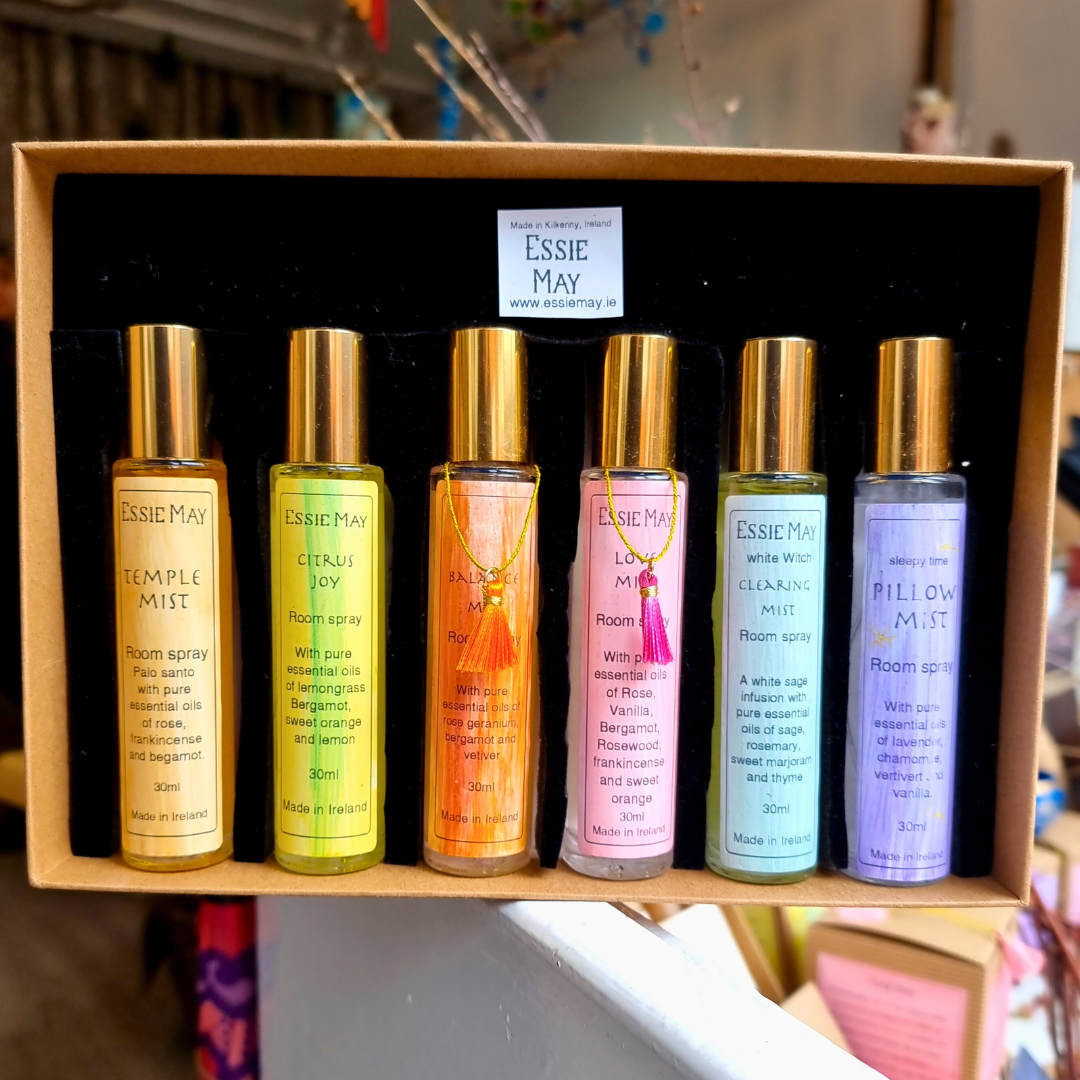 Made in Kilkenny, Ireland
ESSIE
MAY
www.essiemay.ie
ESSIE MAY
TEMPLE
MIST
Room spray
Palo santo
with pure
essential oils
of rose,
frankincense
and bergamot.
30ml
Made in Ireland
ESSIE MAY
CITRUS
JOY
Room spray
With pure
essential oils
of lemongrass
Bergamot,
sweet orange
and lemon
30ml
Made in Ireland
With pure
essential oils of
rose geranium,
bergamot and
vetiver
30ml
Made in Ireland
ESSIE MAY
Room
With
essential oils
of Rose,
Vanilla,
Bergamot,
Rosewood,
frankincense
and sweet
orange
30ml
Made in Ireland
ESSIE MAY
white Witch
CLEARING
MIST
Room spray
A white sage
infusion with
pure essential
oils of sage,
rosemary,
sweet marjoram
and thyme
30ml
Made in Ireland
sleepy time
PILLOW
MIST
Room spray
With pure
essential oils
of lavender,
vanilla.
30ml
Made in Ireland